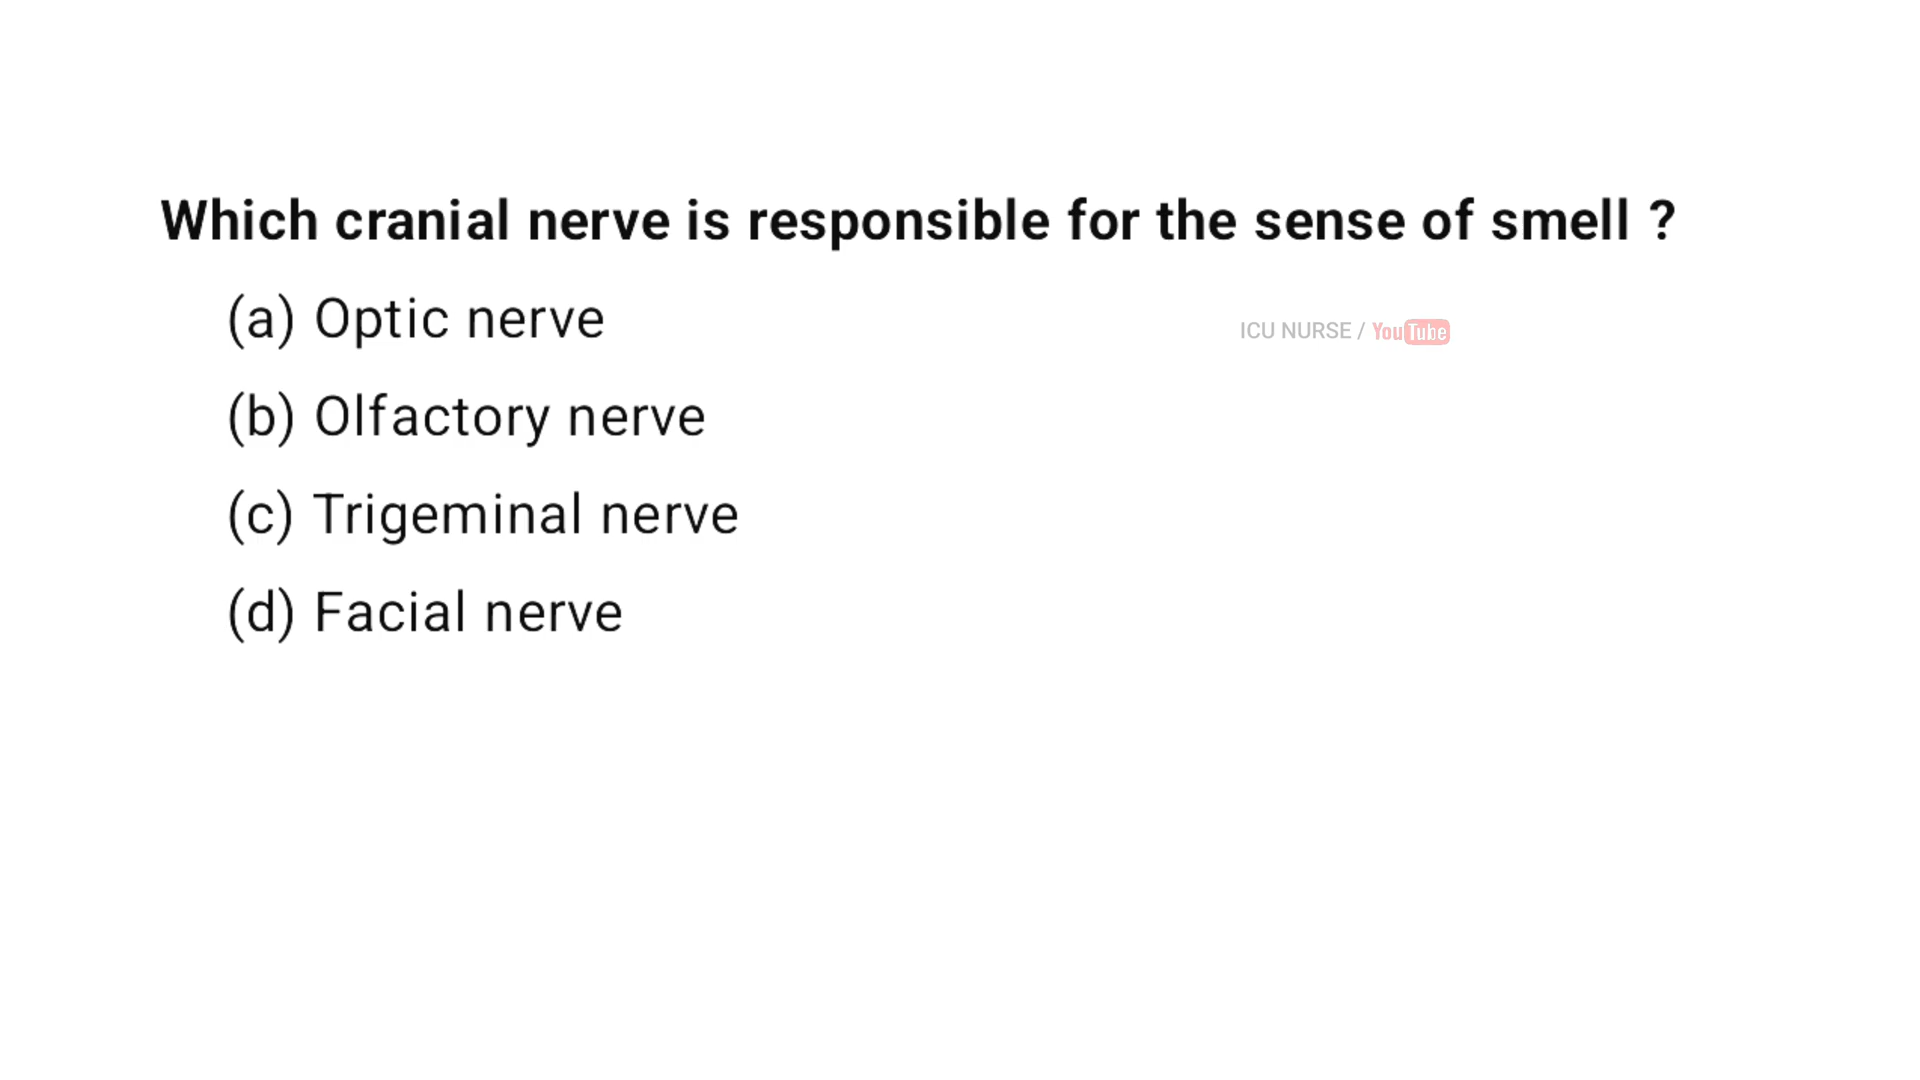 Which cranial nerve is responsible for the sense of smell ?
(a) Optic nerve
ICU NURSE / YouTube
(b) Olfactory nerve
(c) Trigeminal nerve
(d) Facial nerve